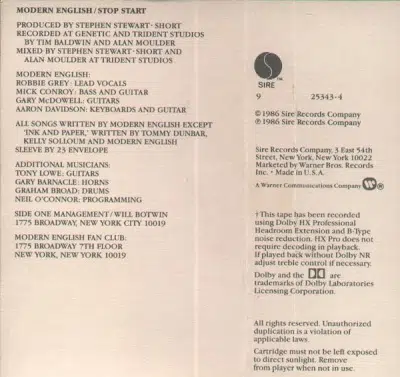 MODERN ENGLISH / STOP START
PRODUCED BY STEPHEN STEWART-SHORT
RECORDED AT GENETIC AND TRIDENT STUDIOS
BY TIM BALDWIN AND ALAN MOULDER
MIXED BY STEPHEN STEWART-SHORT AND
ALAN MOULDER AT TRIDENT STUDIOS
MODERN ENGLISH:
ROBBIE GREY: LEAD VOCALS
MICK CONROY: BASS AND GUITAR
GARY McDOWELL: GUITARS
AARON DAVIDSON: KEYBOARDS AND GUITAR
ALL SONGS WRITTEN BY MODERN ENGLISH EXCEPT
'INK AND PAPER,' WRITTEN BY TOMMY DUNBAR,
KELLY SOLLOUM and MODERN ENGLISH
SLEEVE BY 23 ENVELOPE
ADDITIONAL MUSICIANS:
TONY LOWE: GUITARS
GARY BARNACLE: HORNS
GRAHAM BROAD: DRUMS
NEIL O'CONNOR: PROGRAMMING
SIDE ONE MANAGEMENT / WILL BOTWIN
1775 BROADWAY, NEW YORK CITY 10019
MODERN ENGLISH FAN CLUB:
1775 BROADWAY 7TH FLOOR
NEW YORK, NEW YORK 10019
SIRE
TM
9 25343-4
© 1986 Sire Records Company
℗ 1986 Sire Records Company
Sire Records Company, 3 East 54th
Street, New York, New York 10022
Marketed by Warner Bros. Records
Inc. • Made in U.S.A.
A Warner Communications Company
®
† This tape has been recorded
using Dolby HX Professional
Headroom Extension and B-Type
noise reduction. HX Pro does not
require decoding in playback.
If played back without Dolby NR
adjust treble control if necessary.
Dolby and the are
trademarks of Dolby Laboratories
Licensing Corporation.
All rights reserved. Unauthorized
duplication is a violation of
applicable laws.
Cartridge must not be left exposed
to direct sunlight. Remove
from player when not in use.